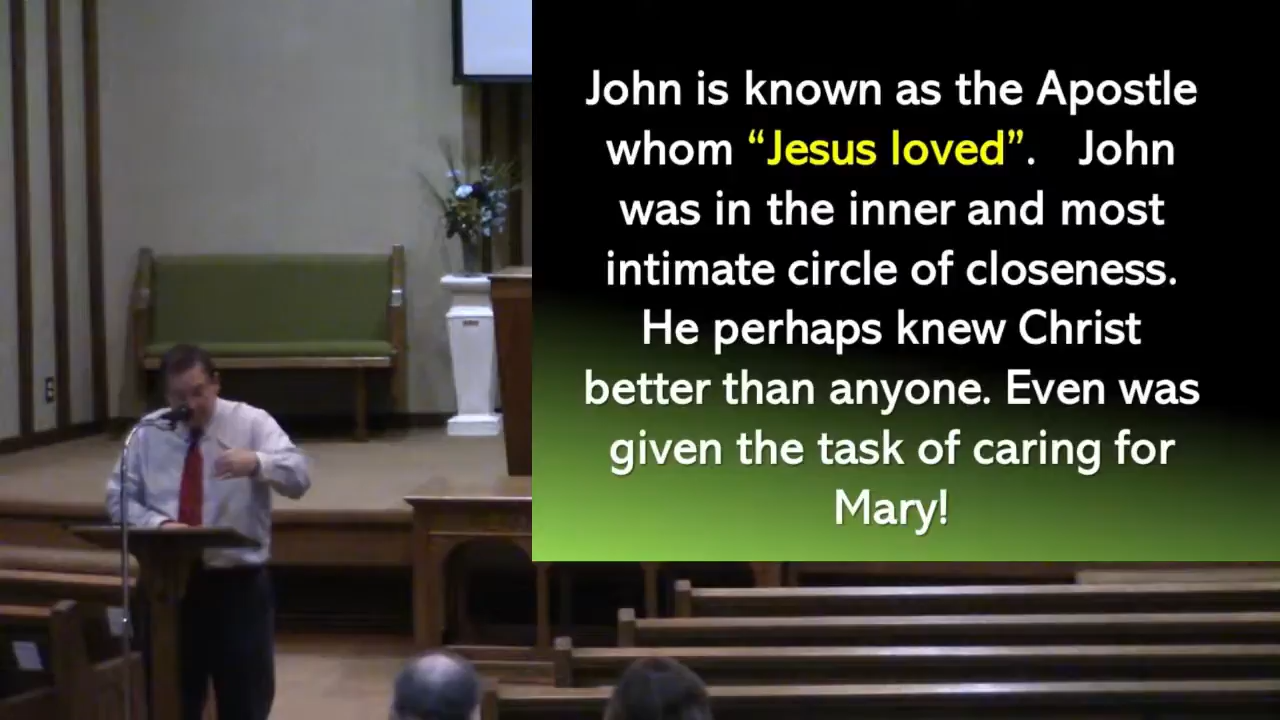 John is known as the Apostle
whom “Jesus loved”. John
was in the inner and most
intimate circle of closeness.
He perhaps knew Christ
better than anyone. Even was
given the task of caring for
Mary!